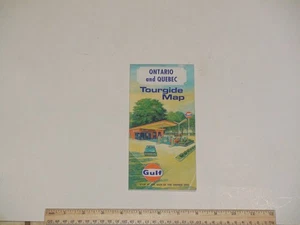 ONTARIO
and QUEBEC
Tourgide
Map
Gulf